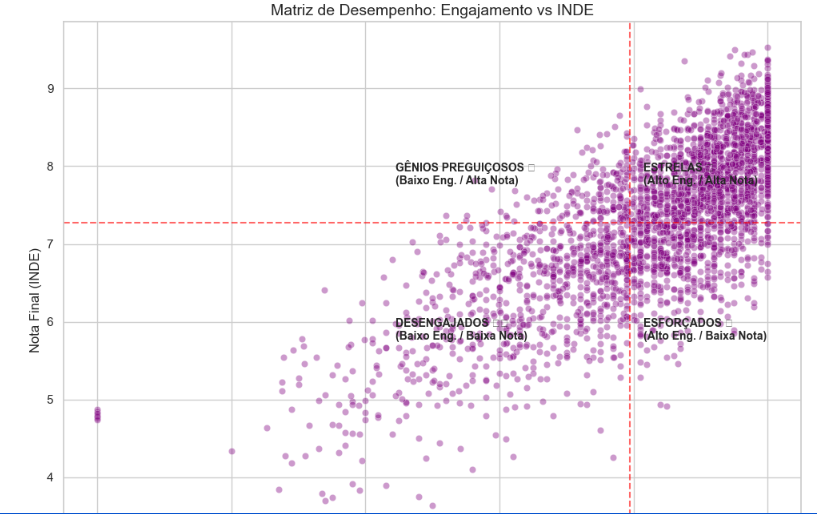 Matriz de Desempenho: Engajamento vs INDE
9
8
7
6
5
4
Nota Final (INDE)
GÊNIOS PREGUIÇOSOS □
(Baixo Eng. / Alta Nota)
ESTRELAS
(Alto Eng. / Alta Nota)
DESENGAJADOS □□
(Baixo Eng. / Baixa Nota)
ESFORÇADOS □
(Alto Eng. / Baixa Nota)